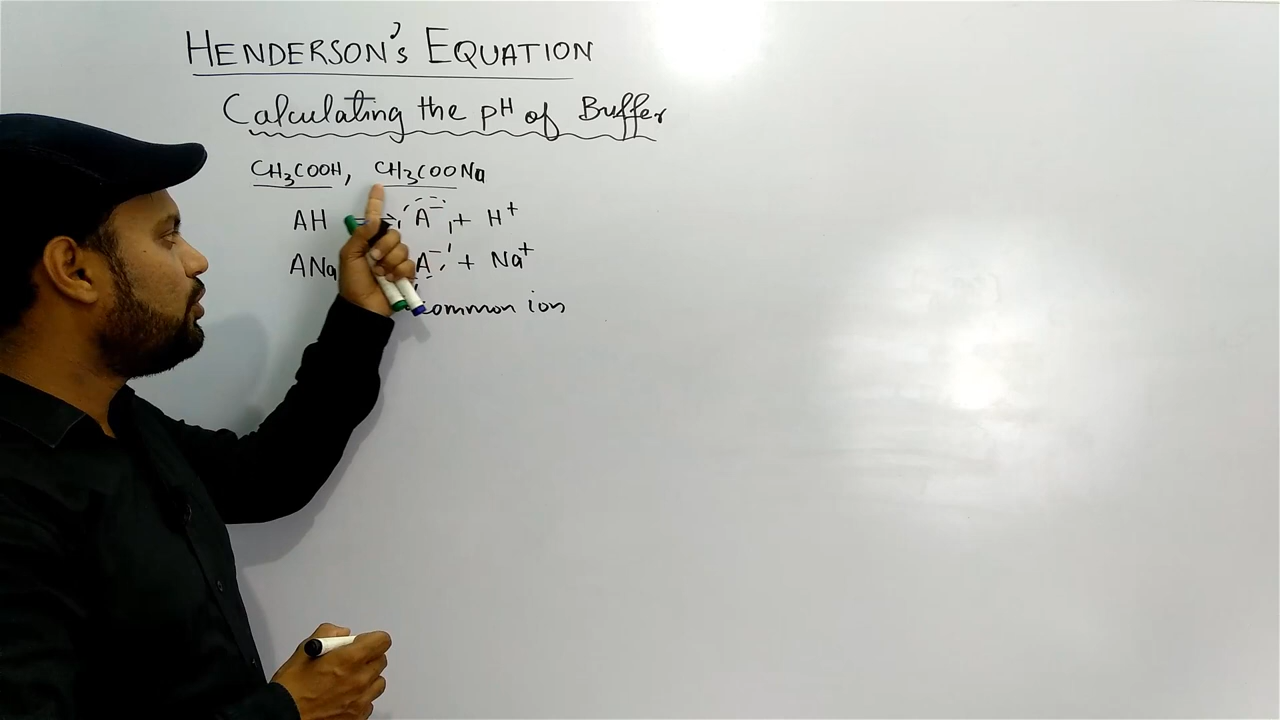 HENDERSON's EQUATION
Calculating the pH of Buffer
CH₃COOH, CH₃COONa
AH ⇌ A⁻ + H⁺
ANa A⁻ + Na⁺
common ion